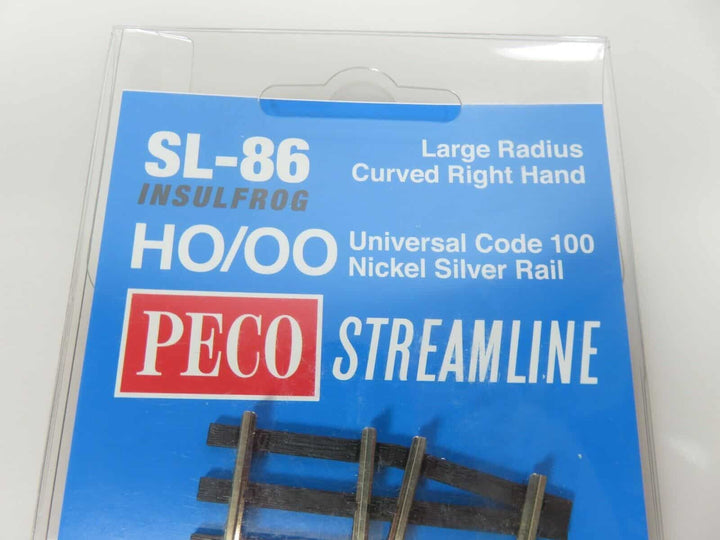 SL-86
INSULFROG
Large Radius
Curved Right Hand
HO/OO
Universal Code 100
Nickel Silver Rail
PECO STREAMLINE